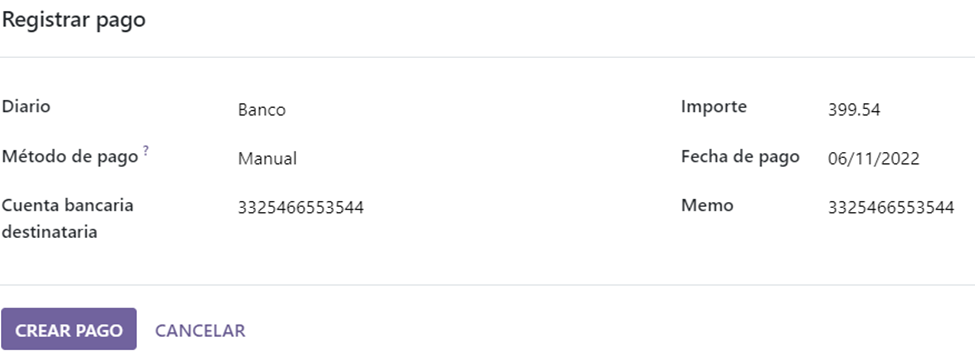 Registrar pago
Diario Banco Importe 399.54
Método de pago ? Manual Fecha de pago 06/11/2022
Cuenta bancaria destinataria 3325466553544 Memo 3325466553544
CREAR PAGO CANCELAR